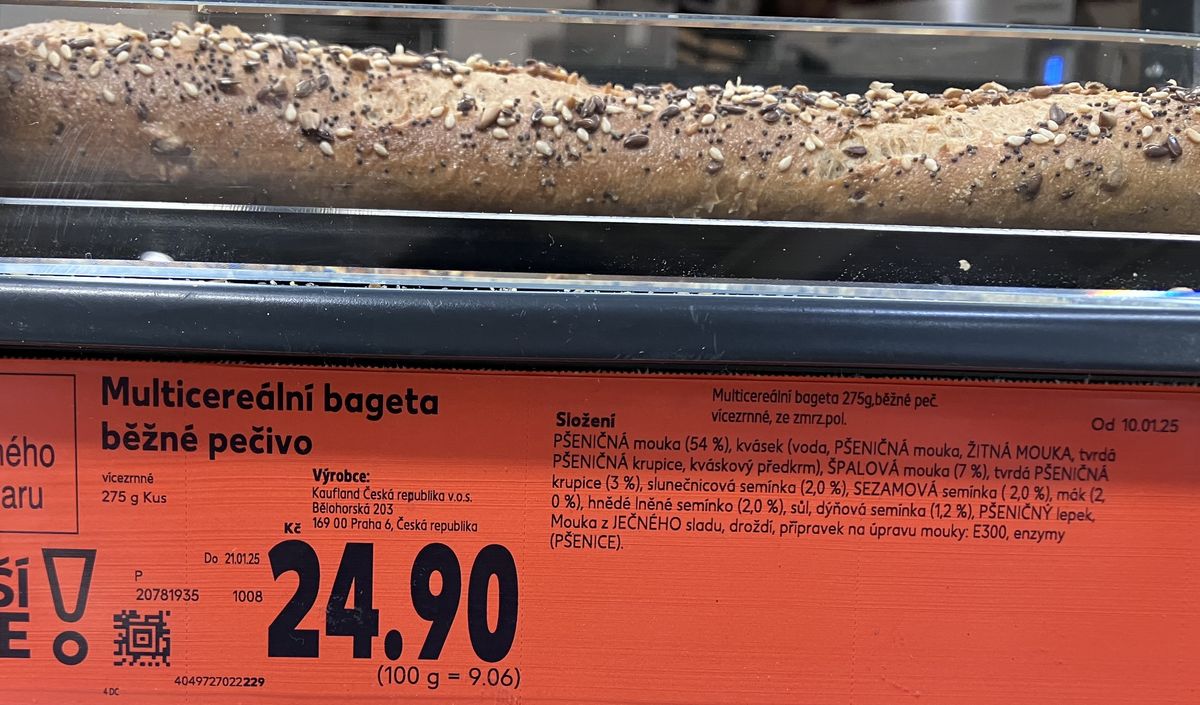 ného
aru
ŠÍ
E!
Multicereální bageta
běžné pečivo
vícezrnné
275 g Kus
Výrobce:
Kaufland Česká republika v.o.s.
Bělohorská 203
169 00 Praha 6, Česká republika
Kč
Do 21.01.25
24.90
P
20781935 1008
(100 g = 9.06)
4049727022229
4 DC
Multicereální bageta 275g,běžné peč.
vícezrnné, ze zmrz.pol.
Od 10.01.25
Složení
PŠENIČNÁ mouka (54 %), kvásek (voda, PŠENIČNÁ mouka, ŽITNÁ MOUKA, tvrdá
PŠENIČNÁ krupice, kváskový předkrm), ŠPALOVÁ mouka (7 %), tvrdá PŠENIČNÁ
krupice (3 %), slunečnicová semínka (2,0 %), SEZAMOVÁ semínka ( 2,0 %), mák (2,
0 %), hnědé lněné semínko (2,0 %), sůl, dýňová semínka (1,2 %), PŠENIČNÝ lepek,
Mouka z JEČNÉHO sladu, droždí, přípravek na úpravu mouky: E300, enzymy
(PŠENICE).